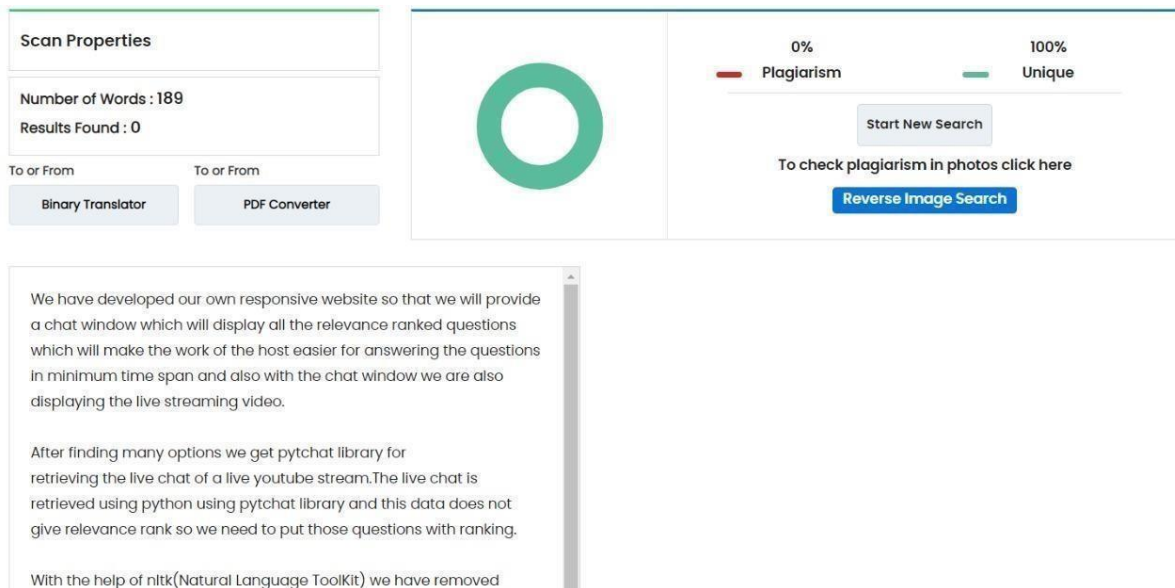 Scan Properties
Number of Words : 189
Results Found : 0
To or From
To or From
Binary Translator
PDF Converter
0%
100%
Plagiarism
Unique
Start New Search
To check plagiarism in photos click here
Reverse Image Search
We have developed our own responsive website so that we will provide
a chat window which will display all the relevance ranked questions
which will make the work of the host easier for answering the questions
in minimum time span and also with the chat window we are also
displaying the live streaming video.
After finding many options we get pytchat library for
retrieving the live chat of a live youtube stream.The live chat is
retrieved using python using pytchat library and this data does not
give relevance rank so we need to put those questions with ranking.
With the help of nltk(Natural Language ToolKit) we have removed